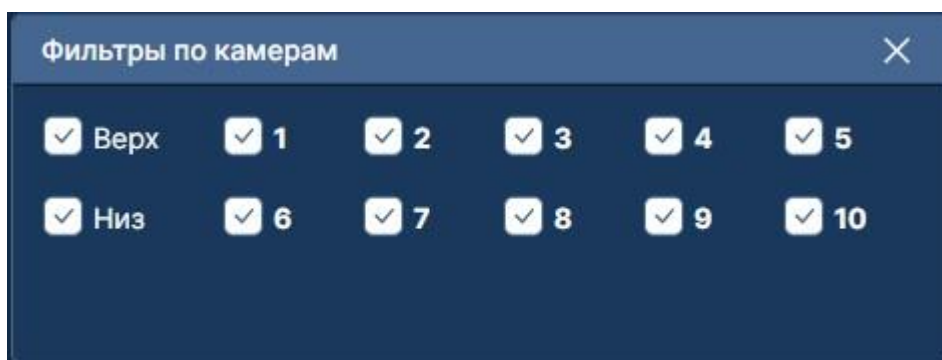 Фильтры по камерам
Верх 1 2 3 4 5
Низ 6 7 8 9 10